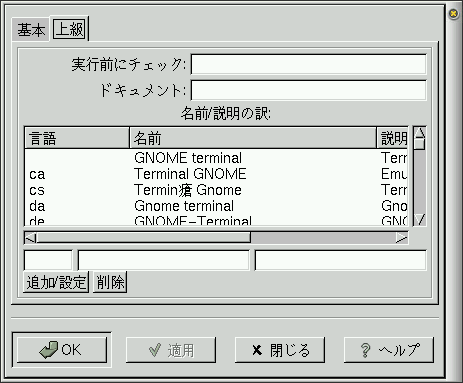 基本 上級
実行前にチェック:
ドキュメント:
名前/説明の訳:
言語 名前 説明
GNOME terminal Terr
ca Terminal GNOME Emu
cs Termin瘡 Gnome Terr
da Gnome terminal Gno
de GNOME-Terminal GNO
追加/設定 削除
OK 適用 閉じる ヘルプ